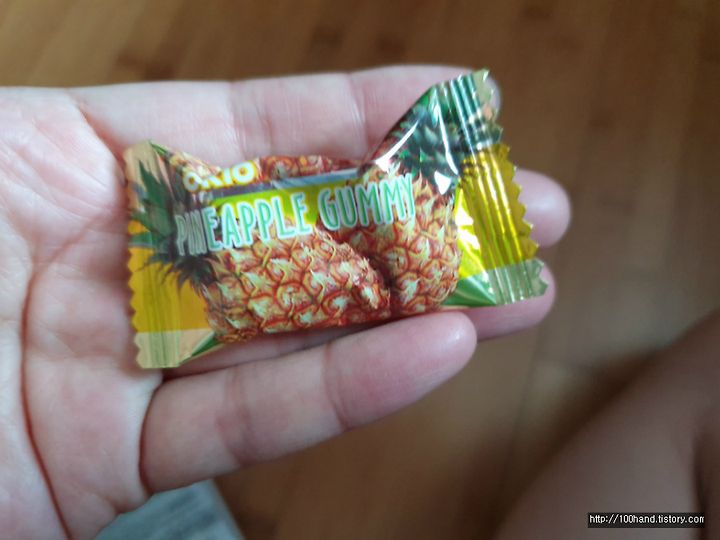 PINEAPPLE GUMMY
http://100hand.tistory.com